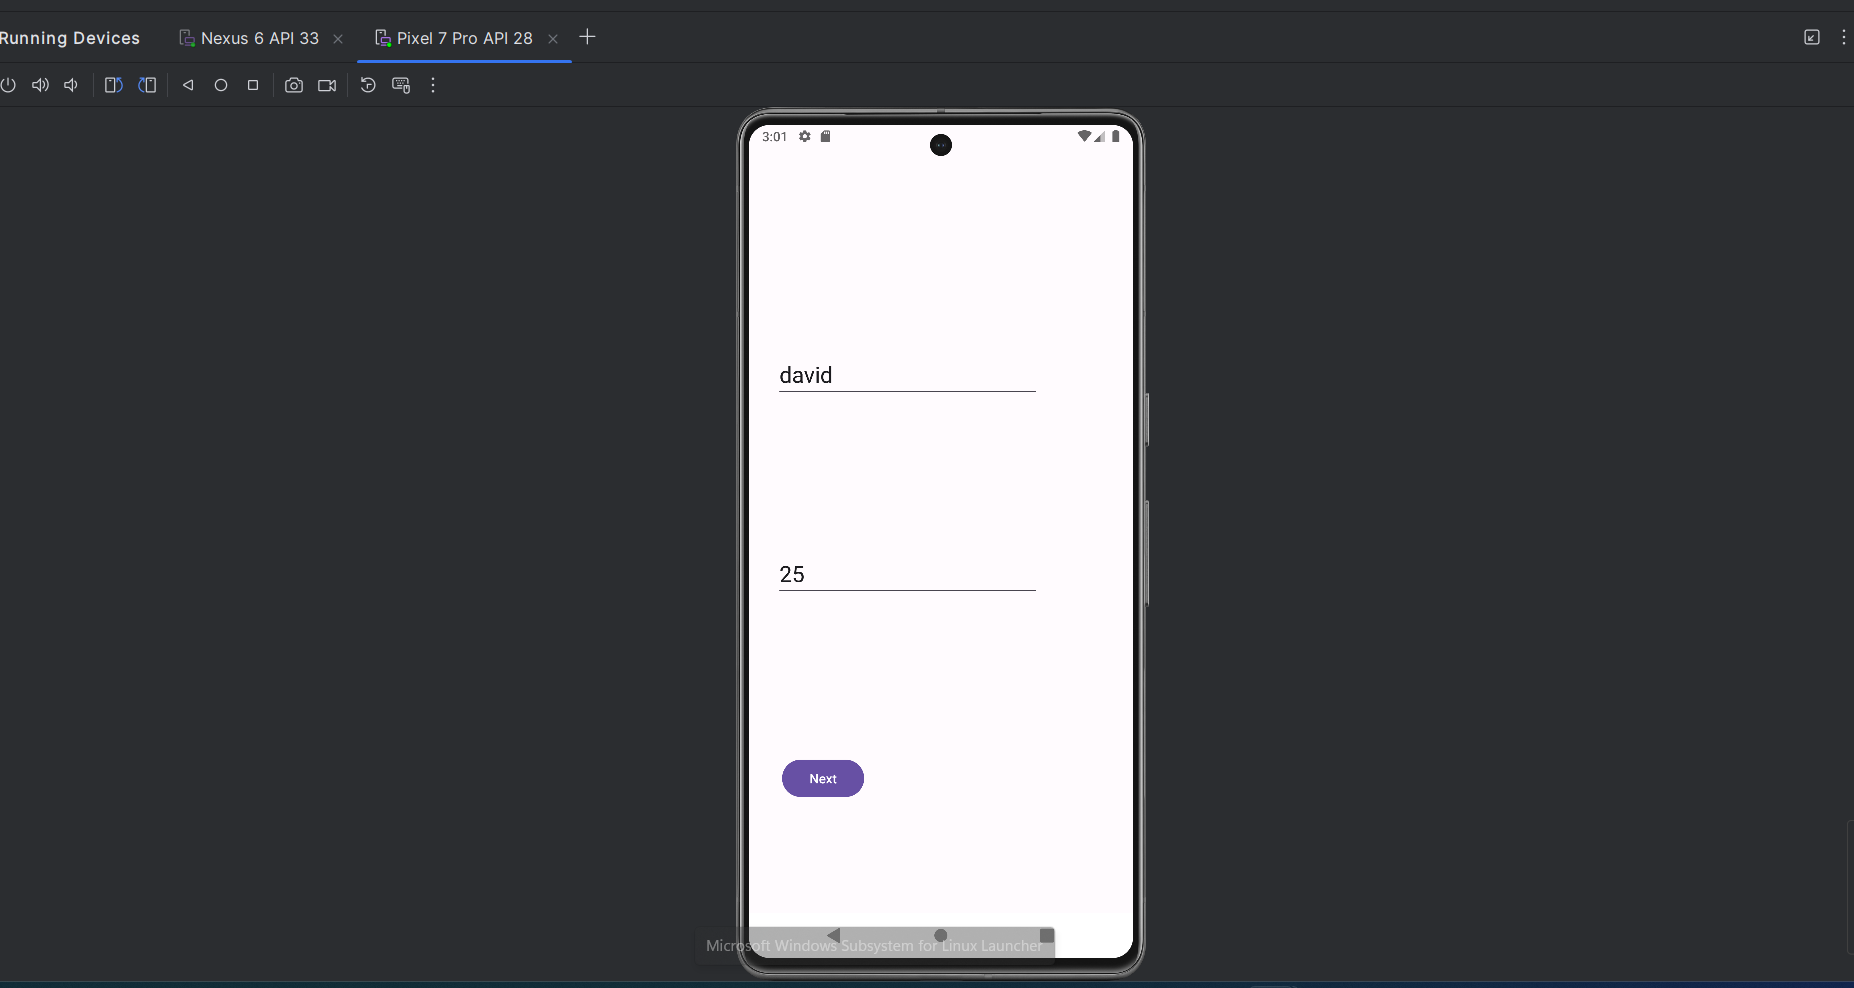 Running Devices
Nexus 6 API 33
Pixel 7 Pro API 28
3:01
david
25
Next
Microsoft Windows Subsystem for Linux Launcher